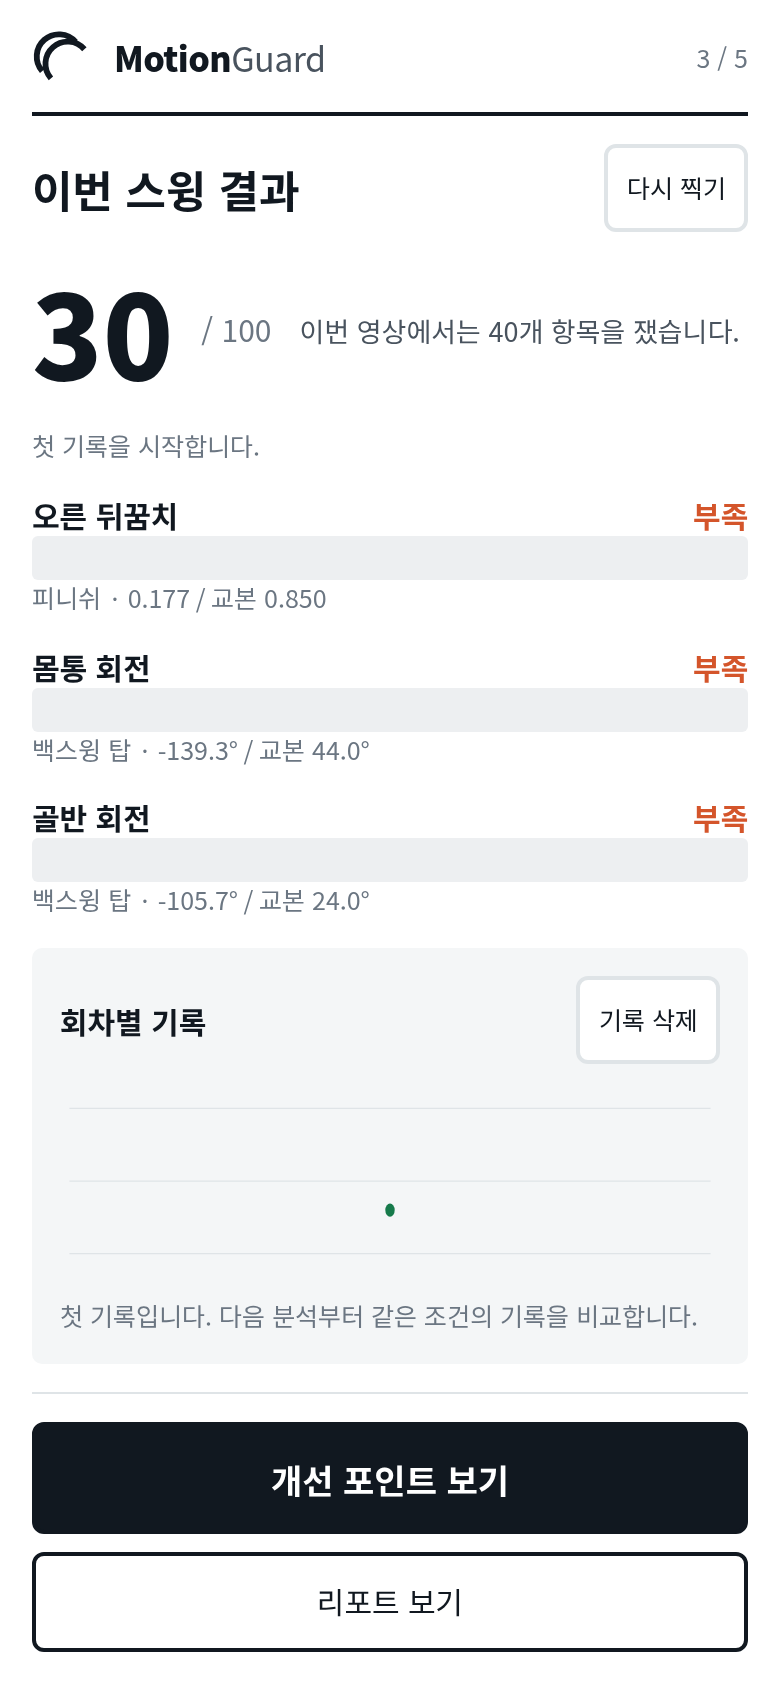 MotionGuard
3 / 5
이번 스윙 결과
다시 찍기
30 / 100 이번 영상에서는 40개 항목을 쟀습니다.
첫 기록을 시작합니다.
오른 뒤꿈치 부족
피니쉬 · 0.177 / 교본 0.850
몸통 회전 부족
백스윙 탑 · -139.3° / 교본 44.0°
골반 회전 부족
백스윙 탑 · -105.7° / 교본 24.0°
회차별 기록
기록 삭제
첫 기록입니다. 다음 분석부터 같은 조건의 기록을 비교합니다.
개선 포인트 보기
리포트 보기